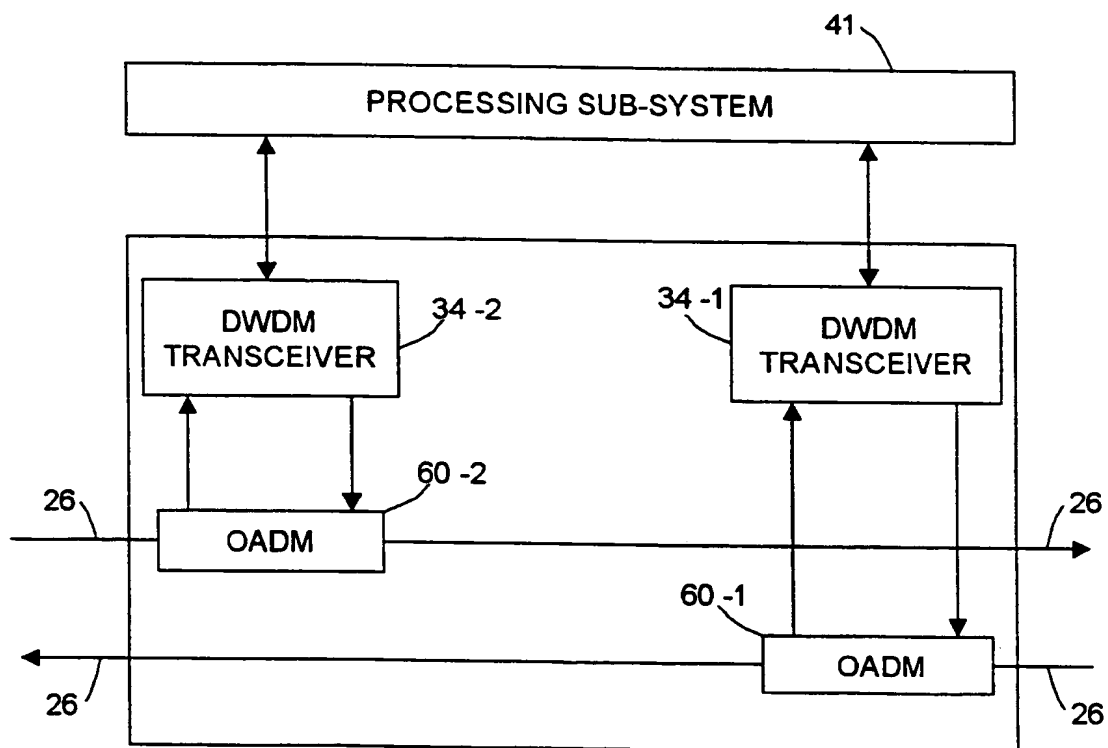 41
PROCESSING SUB-SYSTEM
DWDM
TRANSCEIVER
34-2
34-1
DWDM
TRANSCEIVER
60-2
26
OADM
26
60-1
26
OADM
26